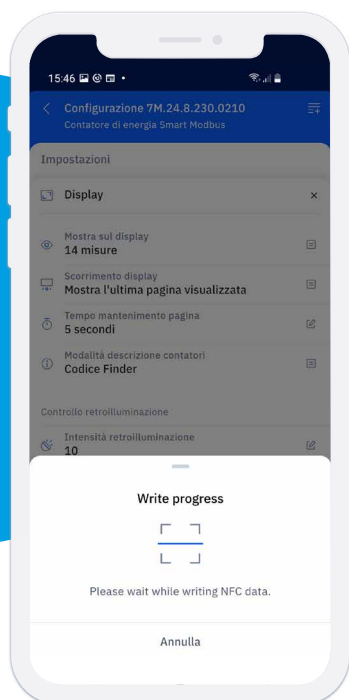 15:46
Configurazione 7M.24.8.230.0210
Contatore di energia Smart Modbus
Impostazioni
Display
Mostra sul display
14 misure
Scorrimento display
Mostra l'ultima pagina visualizzata
Tempo mantenimento pagina
5 secondi
Modalità descrizione contatori
Codice Finder
Controllo retroilluminazione
Intensità retroilluminazione
10
Write progress
Please wait while writing NFC data.
Annulla